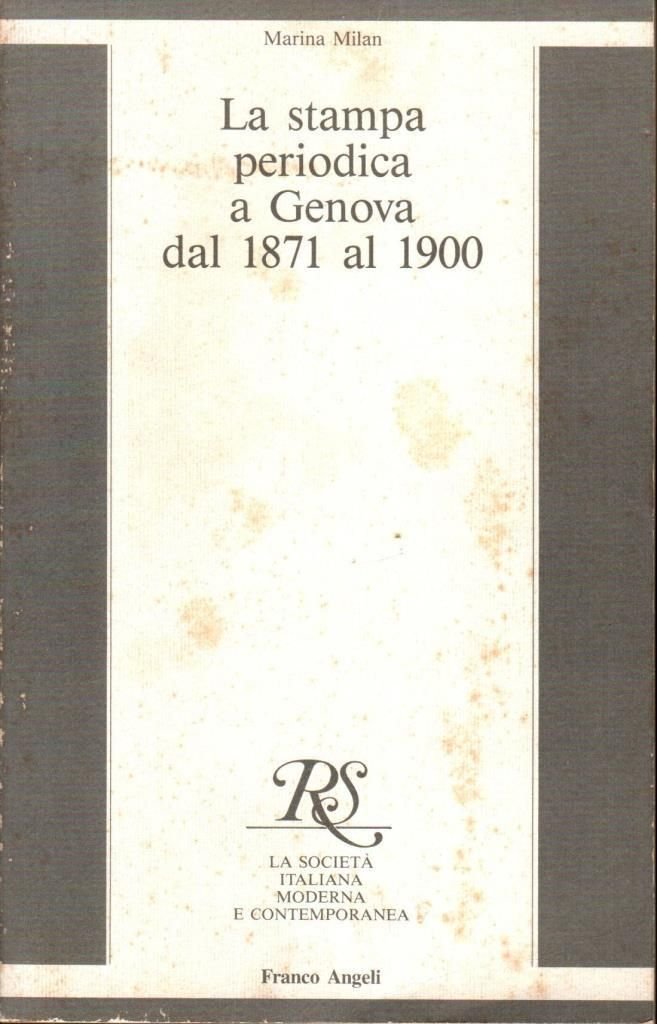 Marina Milan
La stampa
periodica
a Genova
dal 1871 al 1900
RS
LA SOCIETÀ
ITALIANA
MODERNA
E CONTEMPORANEA
Franco Angeli